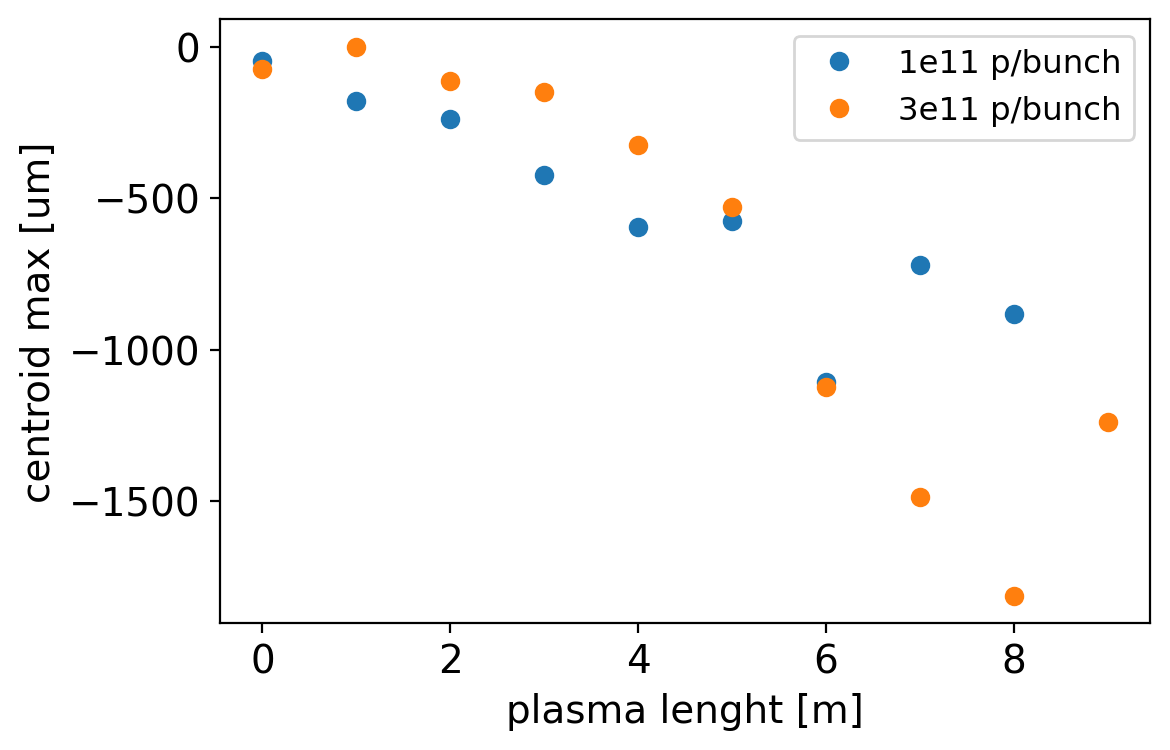 1e11 p/bunch
3e11 p/bunch
centroid max [um]
0
−500
−1000
−1500
0 2 4 6 8
plasma lenght [m]